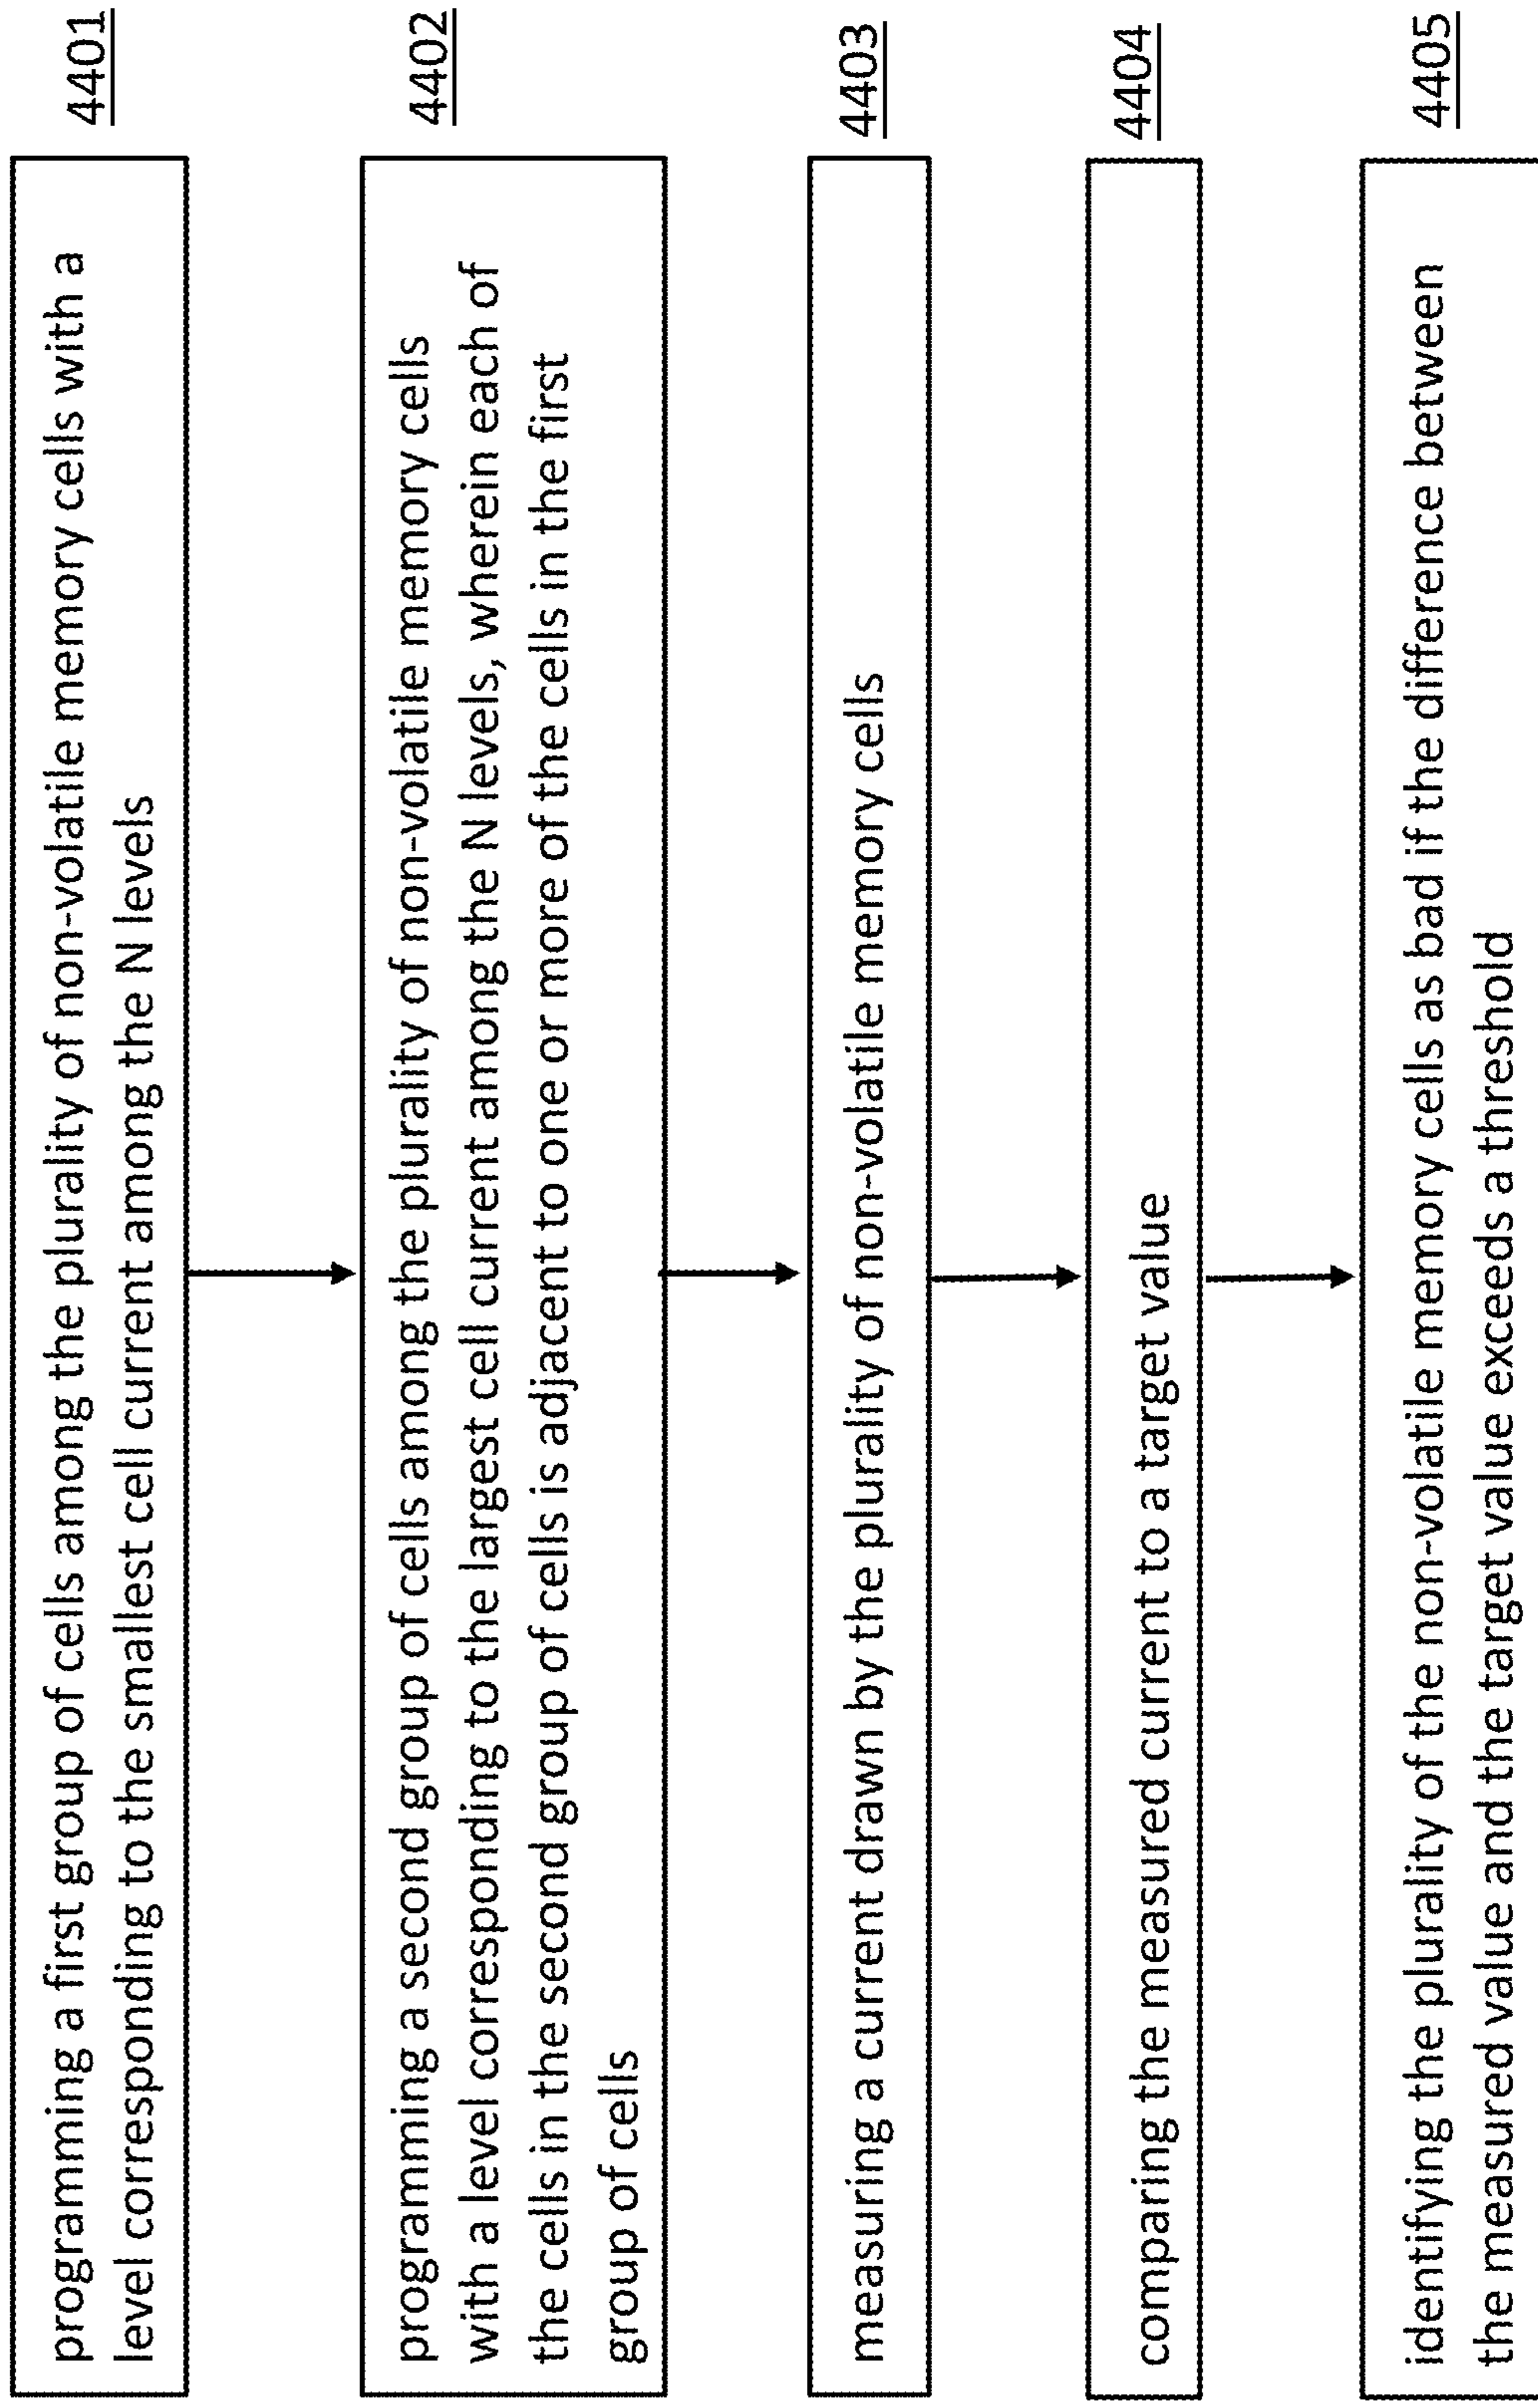 programming a first group of cells among the plurality of non-volatile memory cells with a
level corresponding to the smallest cell current among the N levels
4401
programming a second group of cells among the plurality of non-volatile memory cells
with a level corresponding to the largest cell current among the N levels, wherein each of
the cells in the second group of cells is adjacent to one or more of the cells in the first
group of cells
4402
measuring a current drawn by the plurality of non-volatile memory cells
4403
comparing the measured current to a target value
4404
identifying the plurality of the non-volatile memory cells as bad if the difference between
the measured value and the target value exceeds a threshold
4405